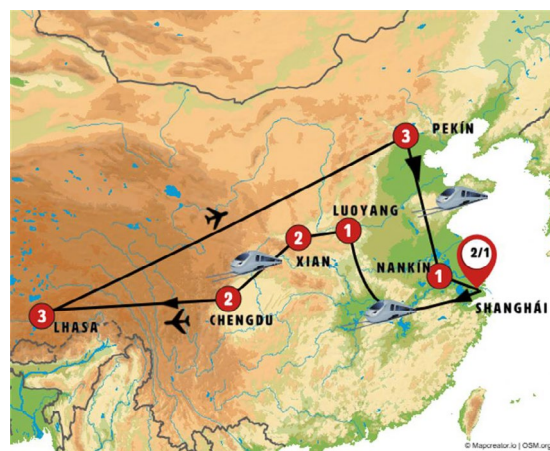 3
PEKÍN
LUOYANG
2
1
XIAN
2/1
NANKÍN
1
SHANGHÁI
3
LHASA
2
CHENGDU
© Mapcreator.io | OSM.org